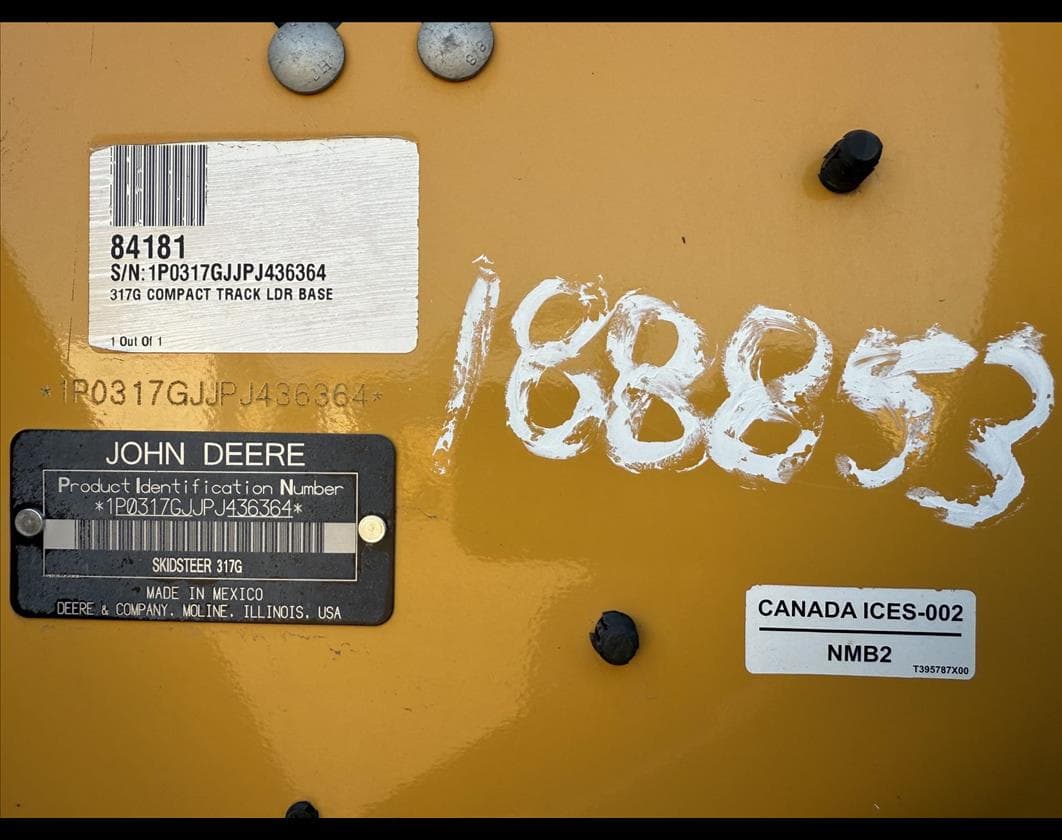 84181
S/N:1P0317GJJPJ436364
317G COMPACT TRACK LDR BASE
1 Out Of 1
*1P0317GJJPJ436364*
188853
JOHN DEERE
Product Identification Number
*1P0317GJJPJ436364*
SKIDSTEER 317G
MADE IN MEXICO
DEERE & COMPANY, MOLINE, ILLINOIS, USA
CANADA ICES-002
NMB2
T395787X00